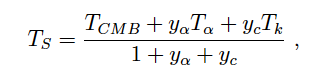 T_S = \frac{T_{CMB} + y_\alpha T_\alpha + y_c T_k}{1 + y_\alpha + y_c} ,